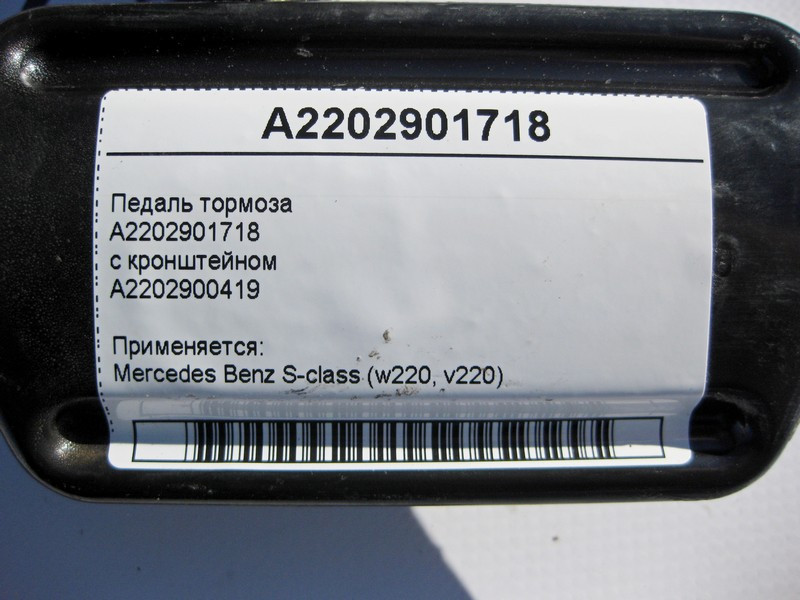 A2202901718
Педаль тормоза
A2202901718
с кронштейном
A2202900419
Применяется:
Mercedes Benz S-class (w220, v220)